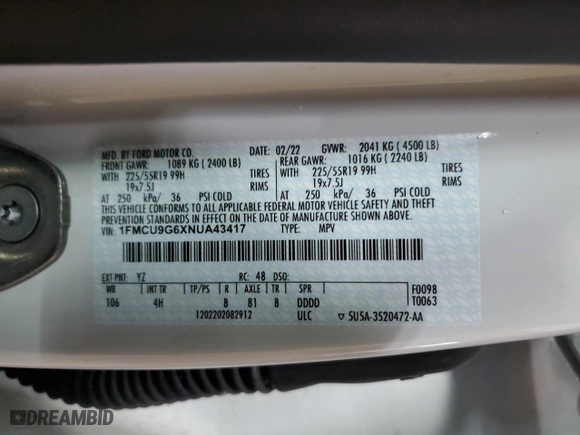 MFD. BY FORD MOTOR CO. DATE: 02/22 GVWR: 2041 KG ( 4500 LB)
FRONT GAWR: 1089 KG ( 2400 LB) REAR GAWR: 1016 KG ( 2240 LB)
WITH 225/55R19 99H TIRES WITH 225/55R19 99H TIRES
19x7.5J RIMS 19x7.5J RIMS
AT 250 kPa/ 36 PSI COLD AT 250 kPa/ 36 PSI COLD
THIS VEHICLE CONFORMS TO ALL APPLICABLE FEDERAL MOTOR VEHICLE SAFETY AND THEFT
PREVENTION STANDARDS IN EFFECT ON THE DATE OF MANUFACTURE SHOWN ABOVE.
VIN: 1FMCU9G6XNUA43417 TYPE: MPV
EXT PNT: YZ RC: 48 DSO: F0098
WB INT TR TP/PS R AXLE TR SPR T0063
106 4H 8 81 8 DDDD
1202202082912 ULC ▽ 5U5A-3520472-AA
DREAMBID